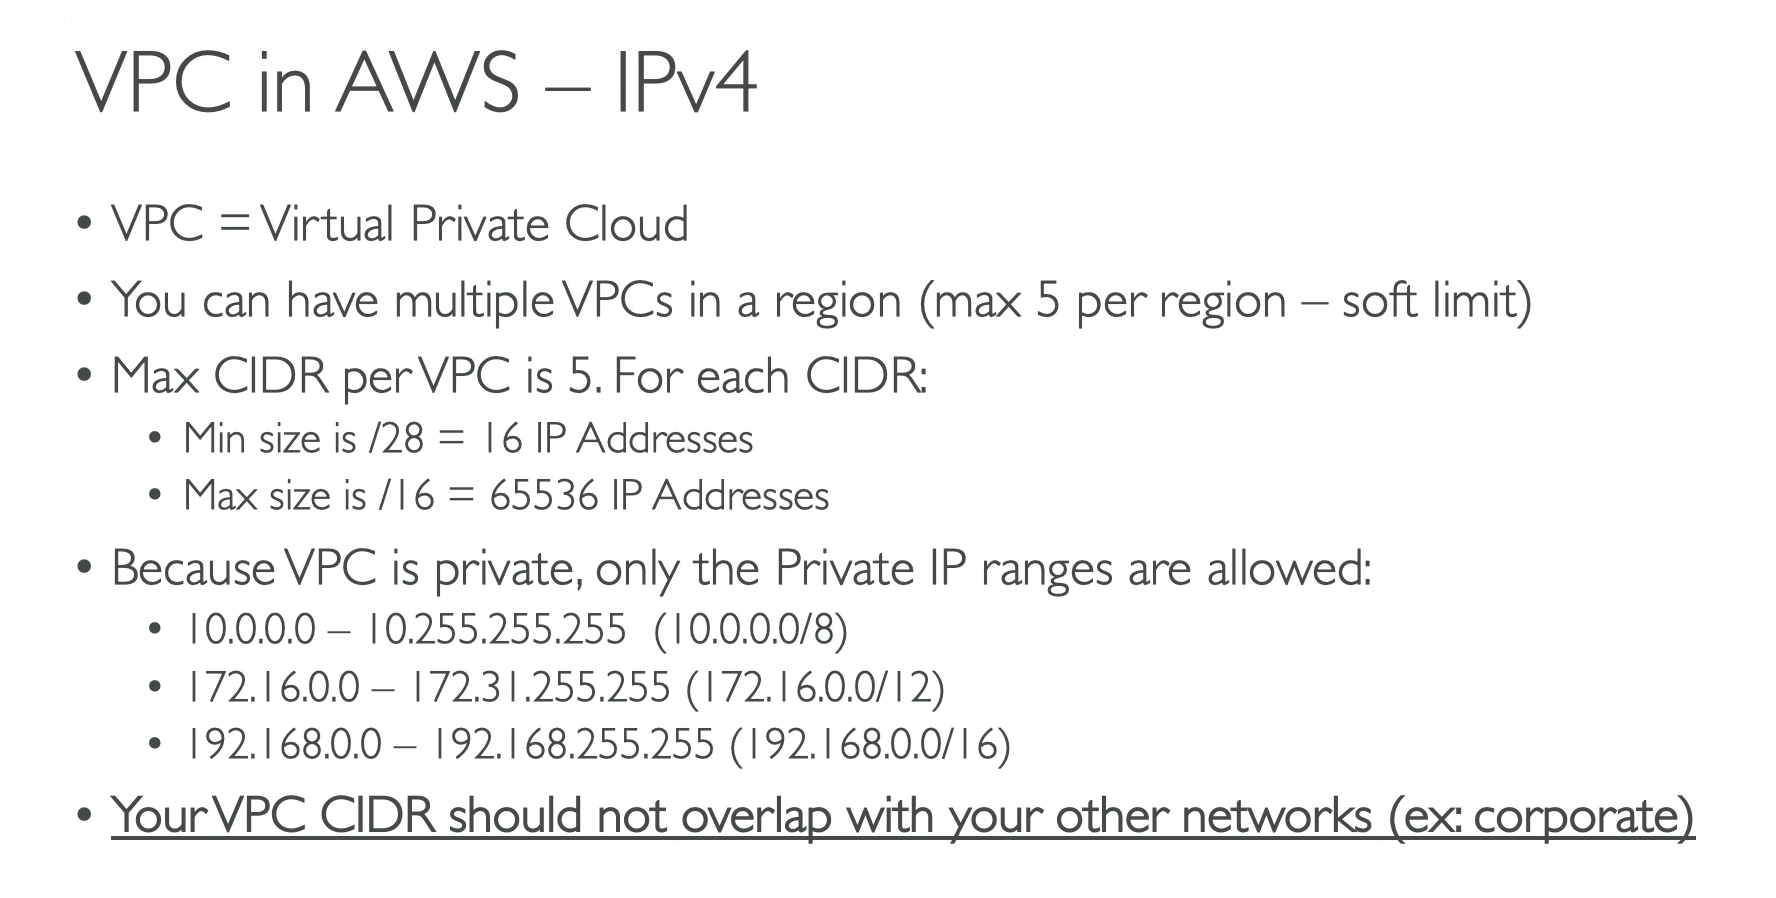 VPC in AWS – IPv4
• VPC = Virtual Private Cloud
• You can have multiple VPCs in a region (max 5 per region – soft limit)
• Max CIDR per VPC is 5. For each CIDR:
• Min size is /28 = 16 IP Addresses
• Max size is /16 = 65536 IP Addresses
• Because VPC is private, only the Private IP ranges are allowed:
• 10.0.0.0 – 10.255.255.255 (10.0.0.0/8)
• 172.16.0.0 – 172.31.255.255 (172.16.0.0/12)
• 192.168.0.0 – 192.168.255.255 (192.168.0.0/16)
• Your VPC CIDR should not overlap with your other networks (ex: corporate)